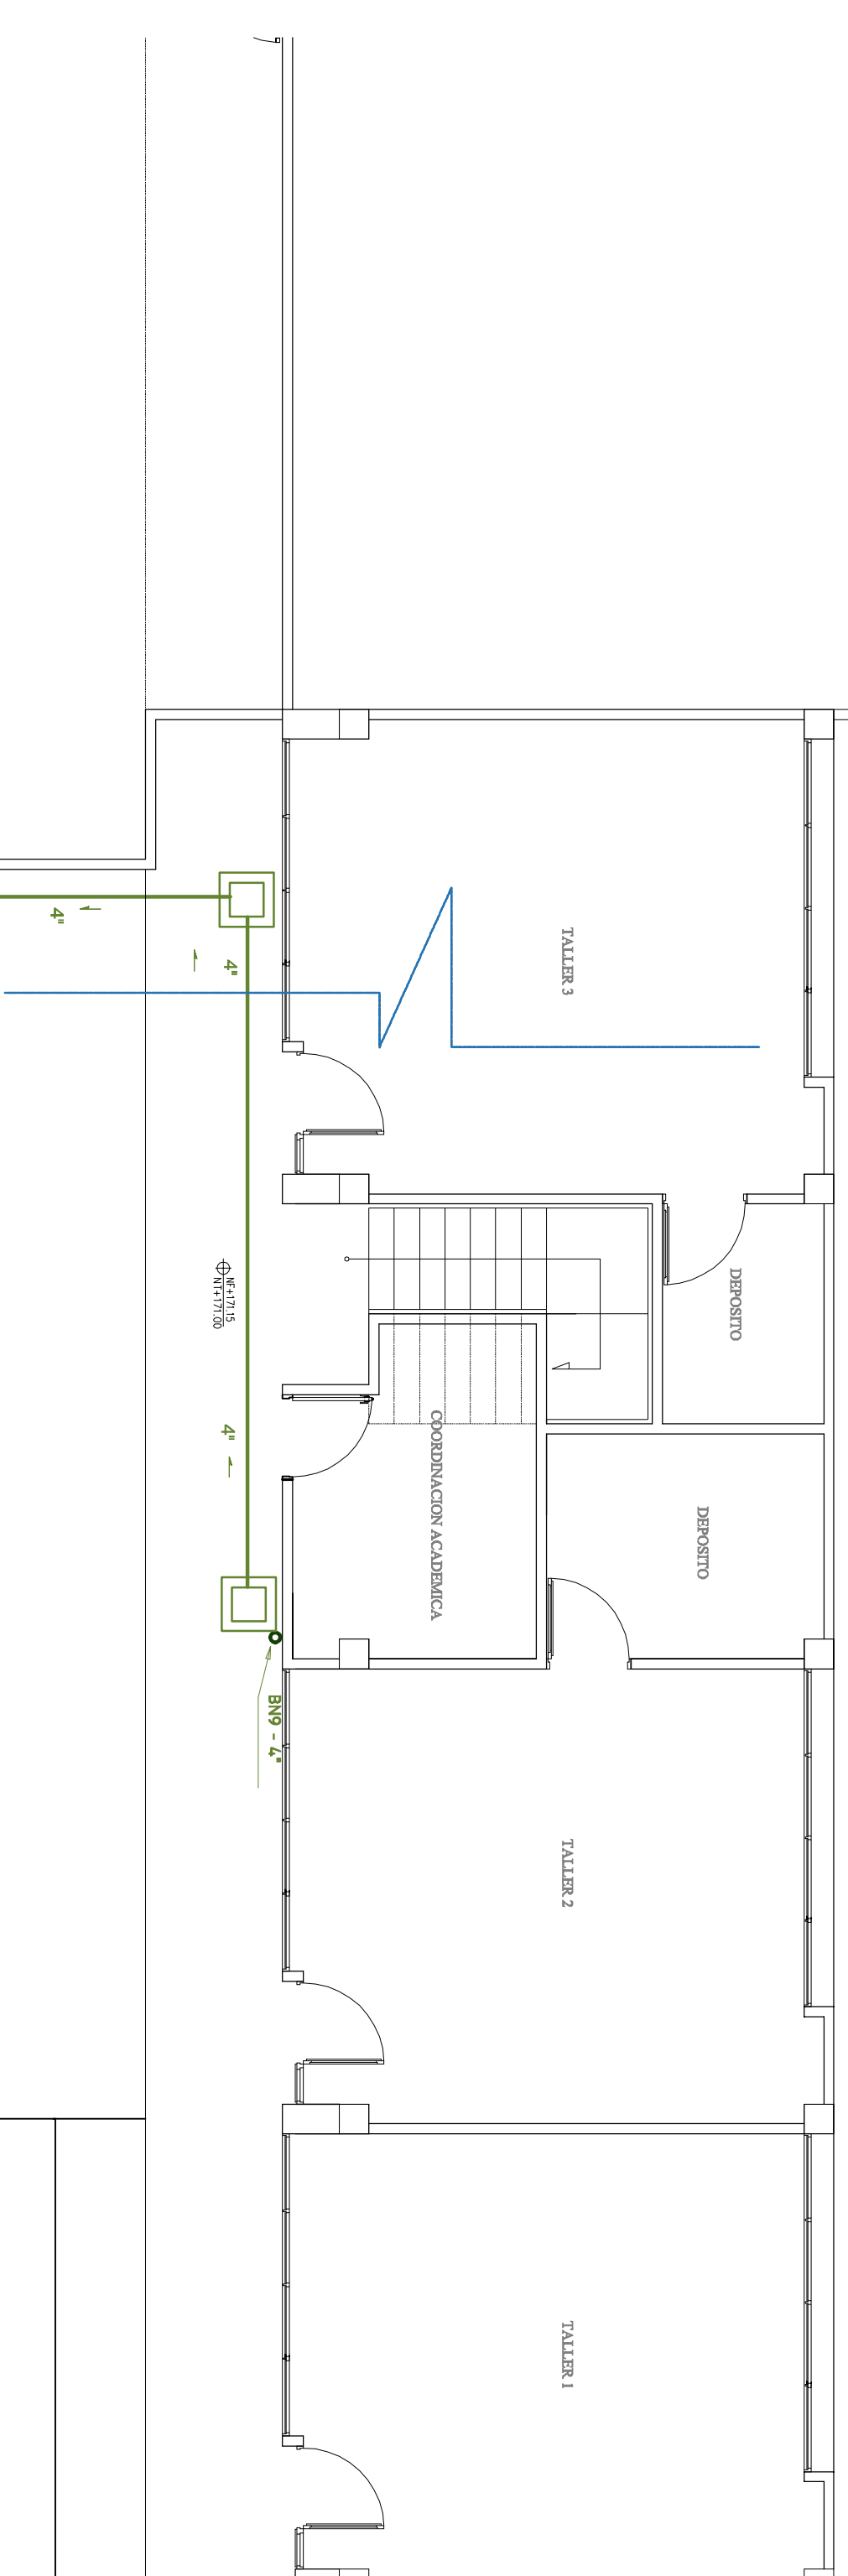 TALLER 3
4"
4"
NF+171.15
NT+171.00
DEPOSITO
4"
COORDINACION ACADEMICA
DEPOSITO
BN9 - 4"
TALLER 2
TALLER 1